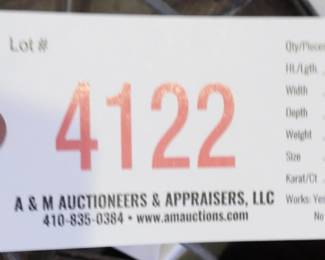 Lot #
4122
A & M AUCTIONEERS & APPRAISERS, LLC
410-835-0384 • www.amauctions.com
Qty/Pieces
Ht./Lgth
Width
Depth
Weight
Size
Karat/Ct
Works: Yes
No